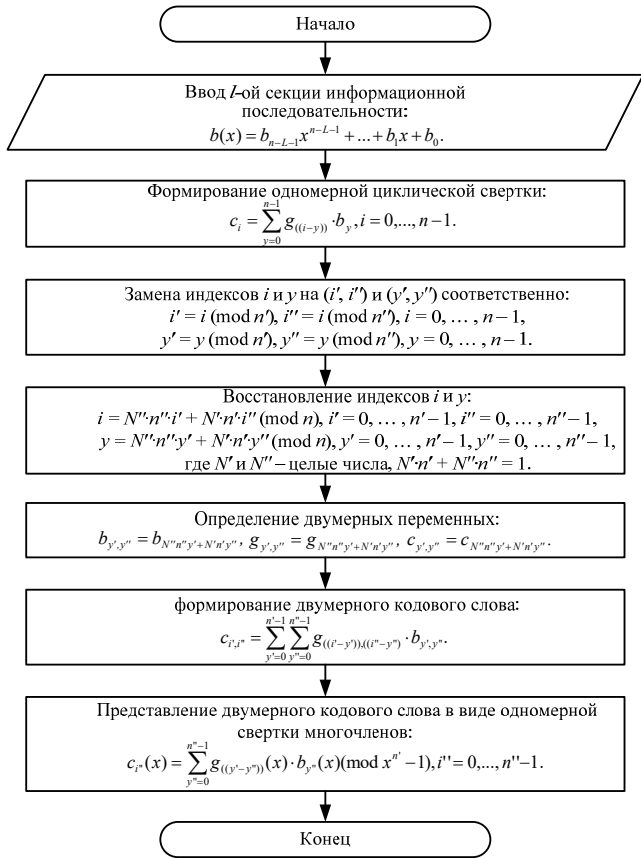 Начало
Ввод l-ой секции информационной
последовательности:
b(x) = b_{n-L-1}x^{n-L-1} + ... + b_1x + b_0.
Формирование одномерной циклической свертки:
c_i = \sum_{y=0}^{n-1} g_{((i-y))} · b_y, i = 0,..., n-1.
Замена индексов i и y на (i′, i″) и (y′, y″) соответственно:
i′ = i (mod n′), i″ = i (mod n″), i = 0, … , n – 1,
y′ = y (mod n′), y″ = y (mod n″), y = 0, … , n – 1.
Восстановление индексов i и y:
i = N″·n″·i′ + N′·n′·i″ (mod n), i′ = 0, … , n′ – 1, i″ = 0, … , n″ – 1,
y = N″·n″·y′ + N′·n′·y″ (mod n), y′ = 0, … , n′ – 1, y″ = 0, … , n″ – 1,
где N′ и N″ – целые числа, N′·n′ + N″·n″ = 1.
Определение двумерных переменных:
b_{y′,y″} = b_{N″n″y′+N′n′y″}, g_{y′,y″} = g_{N″n″y′+N′n′y″}, c_{y′,y″} = c_{N″n″y′+N′n′y″}.
формирование двумерного кодового слова:
c_{i′,i″} = \sum_{y′=0}^{n′-1} \sum_{y″=0}^{n″-1} g_{((i′-y′)),((i″-y″)} · b_{y′,y″}.
Представление двумерного кодового слова в виде одномерной
свертки многочленов:
c_{i″}(x) = \sum_{y″=0}^{n″-1} g_{((y′-y″))}(x) · b_{y″}(x)(mod x^{n′} – 1), i″ = 0,..., n″–1.
Конец